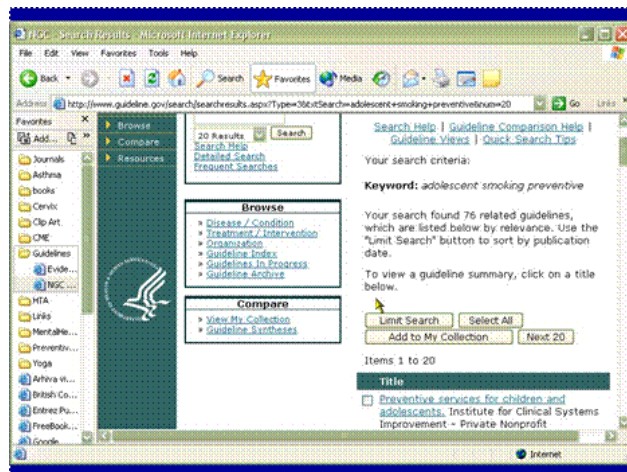 NGC - Search Results - Microsoft Internet Explorer
File Edit View Favorites Tools Help
Back Search Favorites Media
Address http://www.guideline.gov/search/searchresults.aspx?Type=3&txtSearch=adolescent+smoking+preventive&num=20 Go Links
Favorites
Add...
Journals
Asthma
books
Cervix
Clip Art
CME
Guidelines
Evide...
NGC ...
HTA
Links
MentalHe...
Preventiv...
Yoga
Arhiva vi...
British Co...
Entrez Pu...
FreeBook...
Google
Browse
Compare
Resources
20 Results Search
Search Help
Detailed Search
Frequent Searches
Browse
» Disease / Condition
» Treatment / Intervention
» Organization
» Guideline Index
» Guidelines In Progress
» Guideline Archive
Compare
» View My Collection
» Guideline Syntheses
Search Help | Guideline Comparison Help |
Guideline Views | Quick Search Tips
Your search criteria:
Keyword: adolescent smoking preventive
Your search found 76 related guidelines,
which are listed below by relevance. Use the
"Limit Search" button to sort by publication
date.
To view a guideline summary, click on a title
below.
Limit Search Select All
Add to My Collection Next 20
Items 1 to 20
Title
Preventive services for children and
adolescents. Institute for Clinical Systems
Improvement - Private Nonprofit
Internet